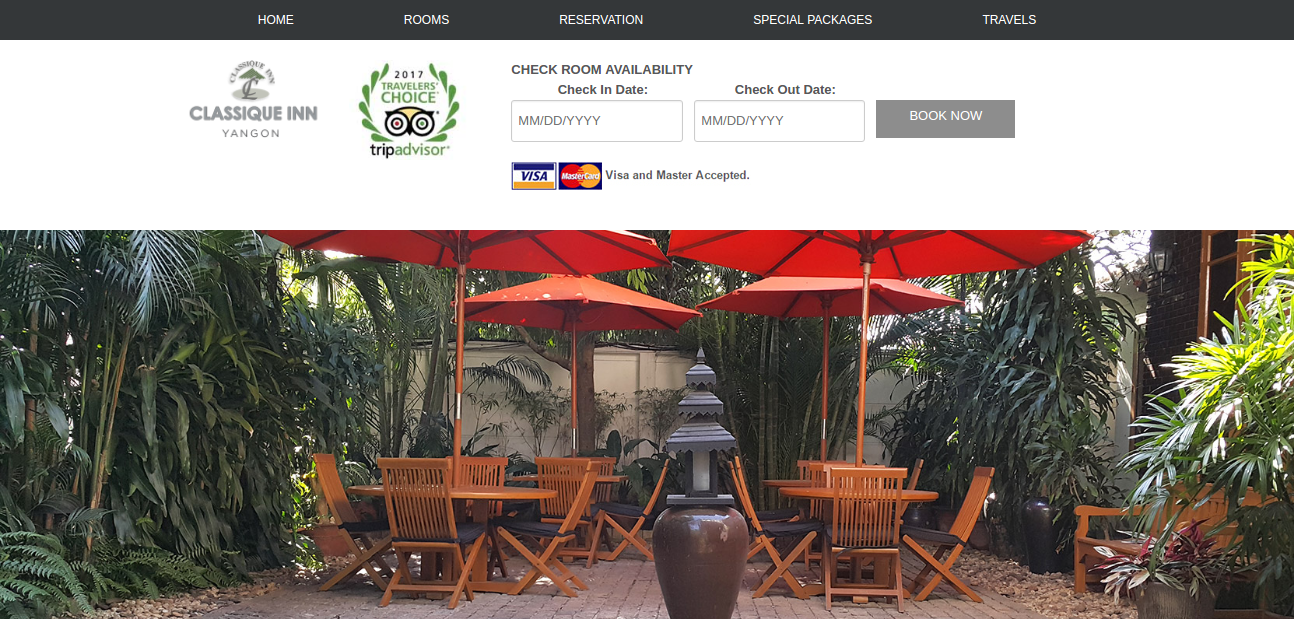 HOME
ROOMS
RESERVATION
SPECIAL PACKAGES
TRAVELS
CLASSIQUE INN
CLASSIQUE INN
YANGON
2017
TRAVELERS'
CHOICE
tripadvisor
CHECK ROOM AVAILABILITY
Check In Date:
Check Out Date:
MM/DD/YYYY
MM/DD/YYYY
BOOK NOW
VISA
MasterCard
Visa and Master Accepted.